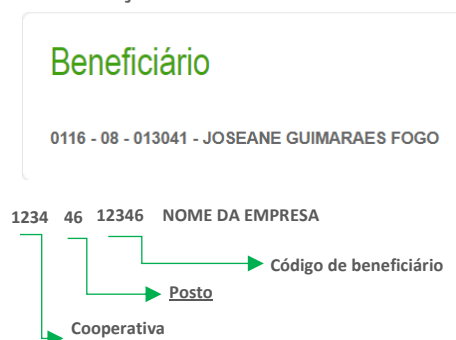 Beneficiário
0116 - 08 - 013041 - JOSEANE GUIMARAES FOGO
1234 46 12346 NOME DA EMPRESA
Código de beneficiário
Posto
Cooperativa